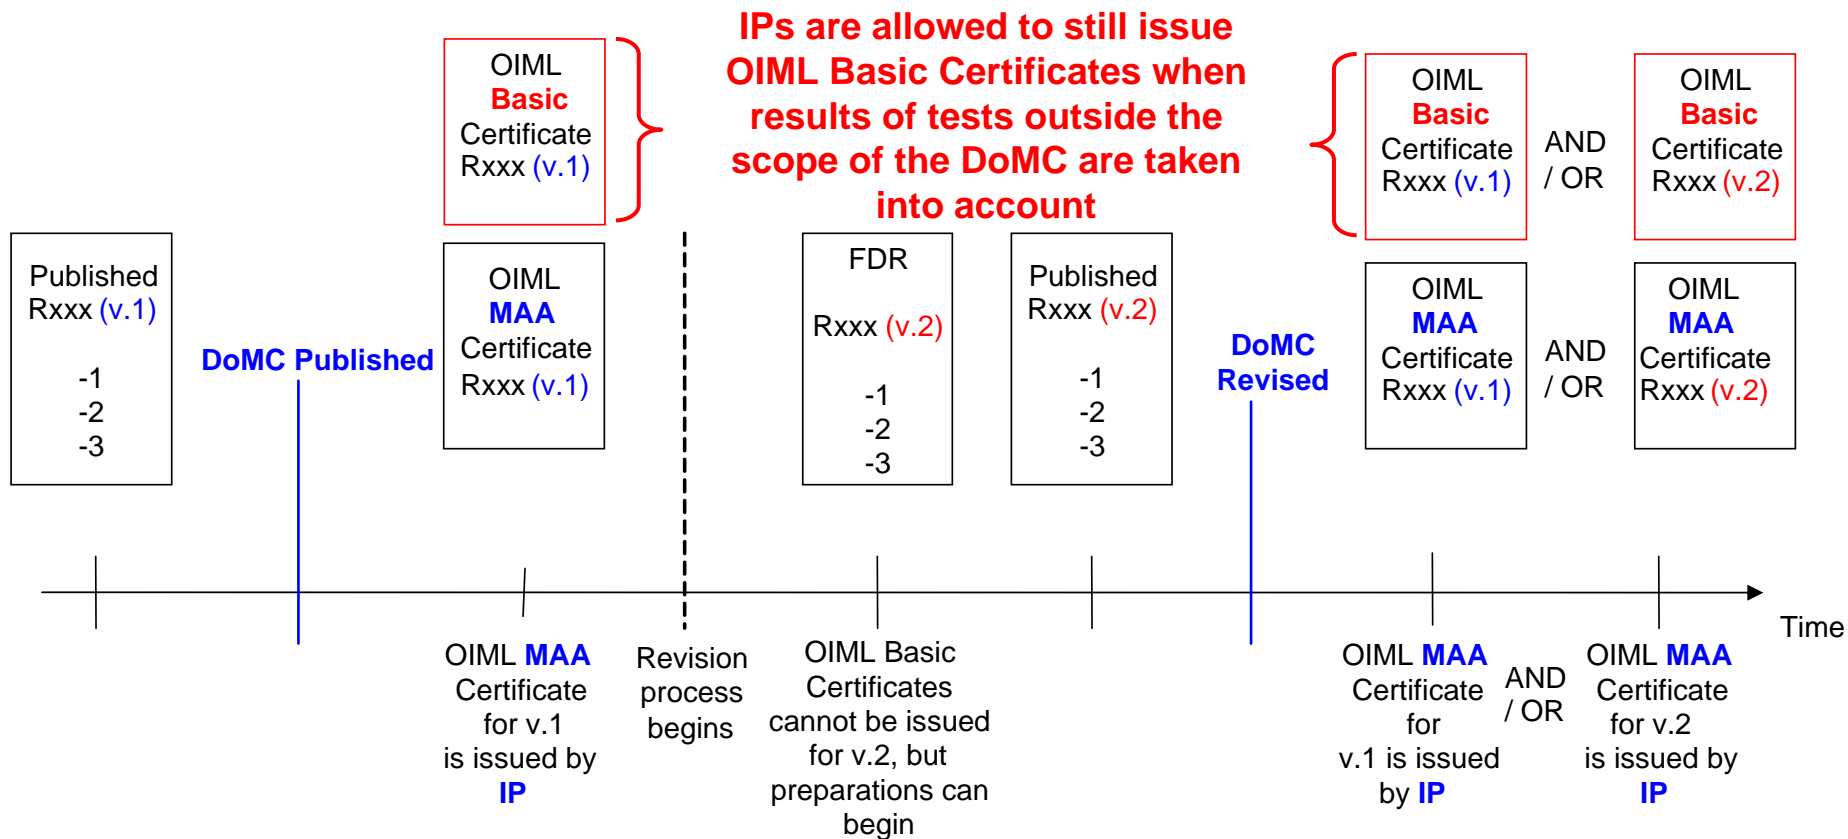 IPs are allowed to still issue
OIML Basic Certificates when
results of tests outside the
scope of the DoMC are taken
into account
OIML
Basic
Certificate
Rxxx (v.1)
OIML
Basic
Certificate
Rxxx (v.1)
AND
/ OR
OIML
Basic
Certificate
Rxxx (v.2)
Published
Rxxx (v.1)
-1
-2
-3
DoMC Published
OIML
MAA
Certificate
Rxxx (v.1)
FDR
Rxxx (v.2)
-1
-2
-3
Published
Rxxx (v.2)
-1
-2
-3
DoMC
Revised
OIML
MAA
Certificate
Rxxx (v.1)
AND
/ OR
OIML
MAA
Certificate
Rxxx (v.2)
Time
OIML MAA
Certificate
for v.1
is issued by
IP
Revision
process
begins
OIML Basic
Certificates
cannot be issued
for v.2, but
preparations can
begin
OIML MAA
Certificate
for
v.1 is issued
by IP
AND
/ OR
OIML MAA
Certificate
for v.2
is issued by
IP